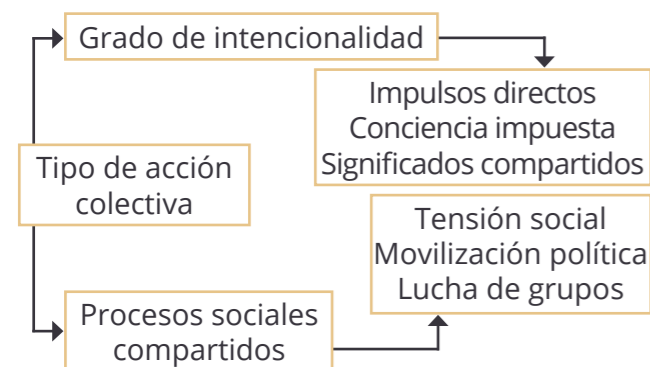 Grado de intencionalidad
Impulsos directos
Conciencia impuesta
Significados compartidos
Tipo de acción
colectiva
Tensión social
Movilización política
Lucha de grupos
Procesos sociales
compartidos